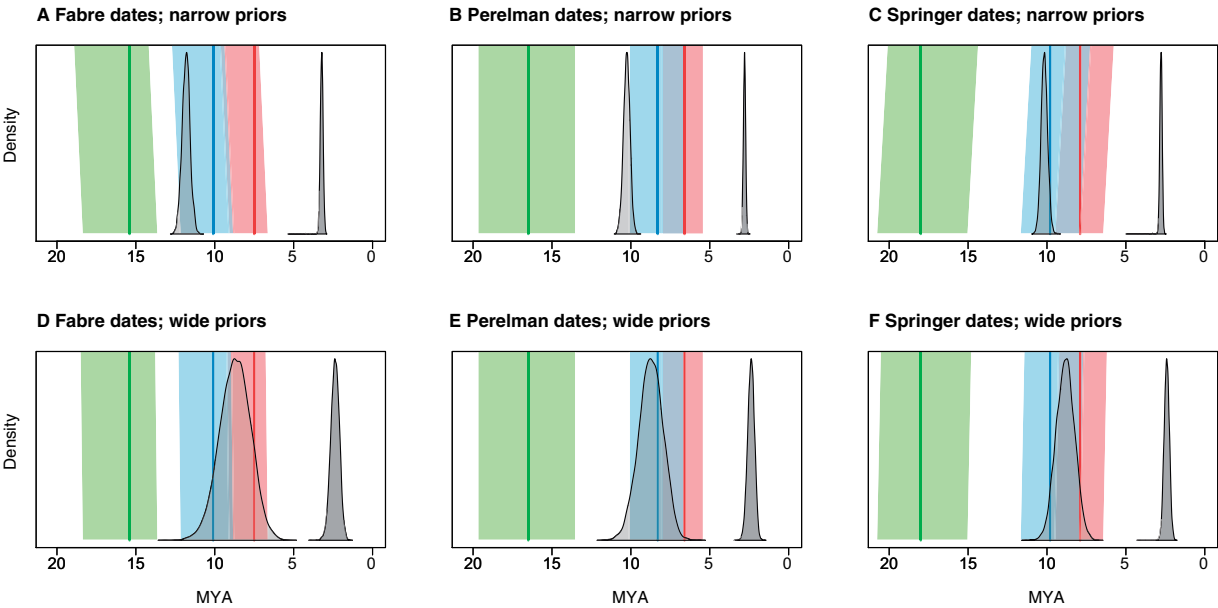 A Fabre dates; narrow priors
B Perelman dates; narrow priors
C Springer dates; narrow priors
Density
20 15 10 5 0
20 15 10 5 0
20 15 10 5 0
D Fabre dates; wide priors
E Perelman dates; wide priors
F Springer dates; wide priors
Density
20 15 10 5 0
20 15 10 5 0
20 15 10 5 0
MYA
MYA
MYA